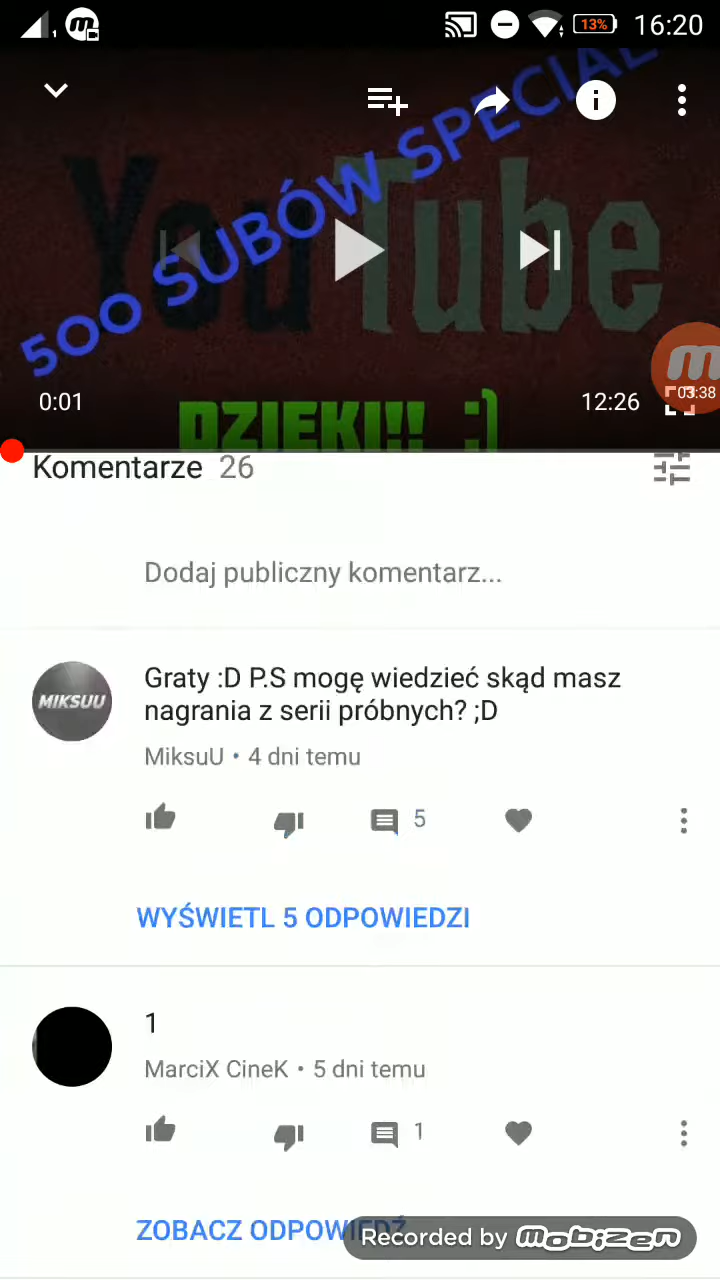 1
13%
16:20
500 SUBÓW SPECIAL
YouTube
03:38
0:01
12:26
DZIEKI!! :)
Komentarze 26
Dodaj publiczny komentarz...
MIKSUU
Graty :D P.S mogę wiedzieć skąd masz
nagrania z serii próbnych? ;D
MiksuU • 4 dni temu
5
WYŚWIETL 5 ODPOWIEDZI
1
MarciX CineK • 5 dni temu
1
ZOBACZ ODPOWIEDŹ
Recorded by mobizen